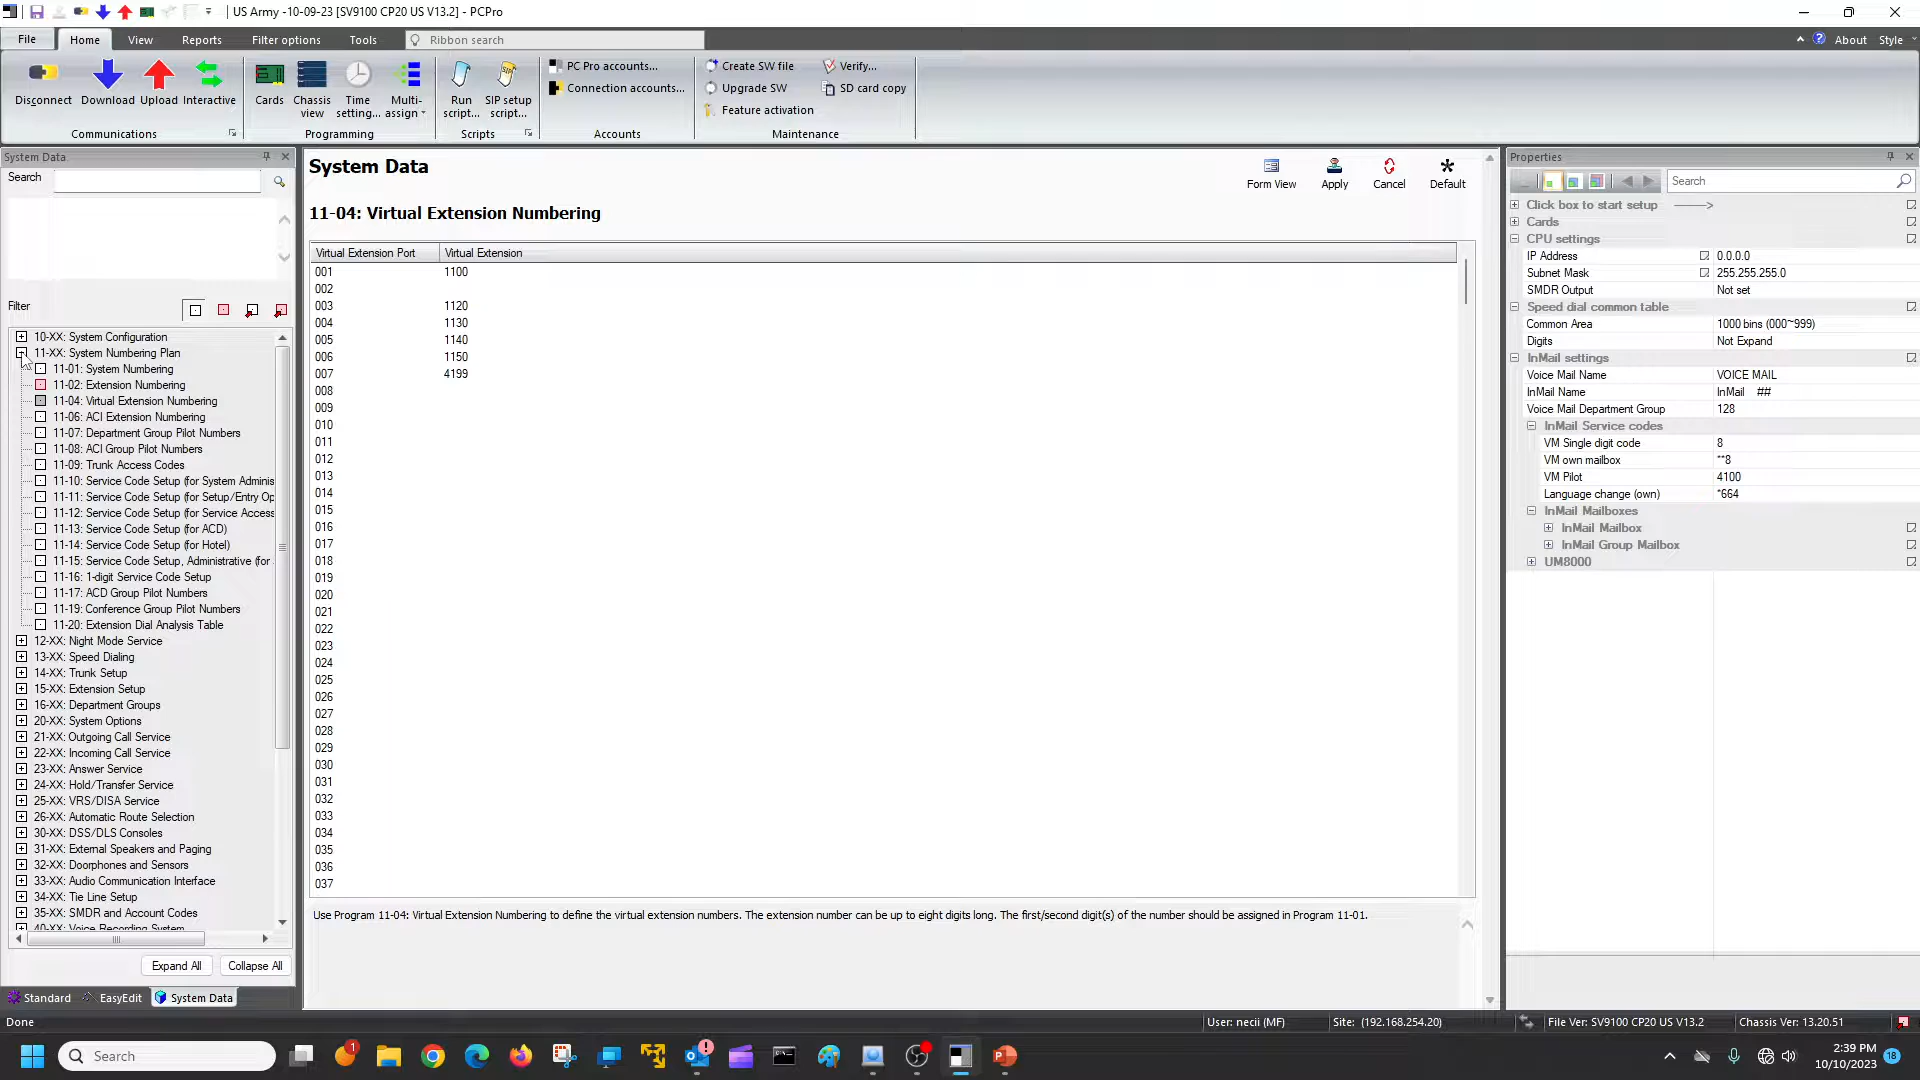 US Army -10-09-23 [SV9100 CP20 US V13.2] - PCPro
File
Home
View
Reports
Filter options
Tools
Ribbon search
About
Style
Disconnect
Download
Upload
Interactive
Communications
Cards
Chassis view
Time setting...
Multi-assign
Programming
Run script...
SIP setup script...
Scripts
PC Pro accounts...
Connection accounts...
Accounts
Create SW file
Upgrade SW
Feature activation
Verify...
SD card copy
Maintenance
System Data
Search
Filter
10-XX: System Configuration
11-XX: System Numbering Plan
11-01: System Numbering
11-02: Extension Numbering
11-04: Virtual Extension Numbering
11-06: ACI Extension Numbering
11-07: Department Group Pilot Numbers
11-08: ACI Group Pilot Numbers
11-09: Trunk Access Codes
11-10: Service Code Setup (for System Adminis
11-11: Service Code Setup (for Setup/Entry Op
11-12: Service Code Setup (for Service Access
11-13: Service Code Setup (for ACD)
11-14: Service Code Setup (for Hotel)
11-15: Service Code Setup, Administrative (for
11-16: 1-digit Service Code Setup
11-17: ACD Group Pilot Numbers
11-19: Conference Group Pilot Numbers
11-20: Extension Dial Analysis Table
12-XX: Night Mode Service
13-XX: Speed Dialing
14-XX: Trunk Setup
15-XX: Extension Setup
16-XX: Department Groups
20-XX: System Options
21-XX: Outgoing Call Service
22-XX: Incoming Call Service
23-XX: Answer Service
24-XX: Hold/Transfer Service
25-XX: VRS/DISA Service
26-XX: Automatic Route Selection
30-XX: DSS/DLS Consoles
31-XX: External Speakers and Paging
32-XX: Doorphones and Sensors
33-XX: Audio Communication Interface
34-XX: Tie Line Setup
35-XX: SMDR and Account Codes
40-XX: Voice Recording System
Expand All
Collapse All
Standard
EasyEdit
System Data
System Data
Form View
Apply
Cancel
Default
11-04: Virtual Extension Numbering
Virtual Extension Port
Virtual Extension
001 1100
002
003 1120
004 1130
005 1140
006 1150
007 4199
008
009
010
011
012
013
014
015
016
017
018
019
020
021
022
023
024
025
026
027
028
029
030
031
032
033
034
035
036
037
Use Program 11-04: Virtual Extension Numbering to define the virtual extension numbers. The extension number can be up to eight digits long. The first/second digit(s) of the number should be assigned in Program 11-01.
Properties
Search
Click box to start setup ----->
Cards
CPU settings
IP Address 0.0.0.0
Subnet Mask 255.255.255.0
SMDR Output Not set
Speed dial common table
Common Area 1000 bins (000~999)
Digits Not Expand
InMail settings
Voice Mail Name VOICE MAIL
InMail Name InMail ##
Voice Mail Department Group 128
InMail Service codes
VM Single digit code 8
VM own mailbox **8
VM Pilot 4100
Language change (own) *664
InMail Mailboxes
InMail Mailbox
InMail Group Mailbox
UM8000
Done
User: necii (MF)
Site: (192.168.254.20)
File Ver: SV9100 CP20 US V13.2
Chassis Ver: 13.20.51
Search
1
2:39 PM
10/10/2023
18